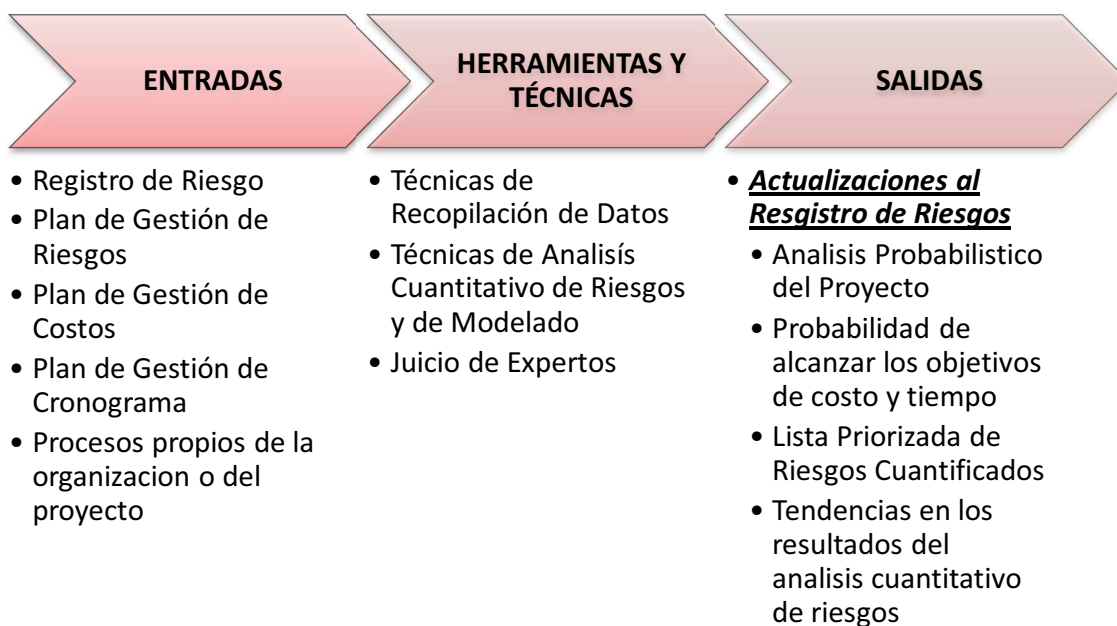 ENTRADAS
• Registro de Riesgo
• Plan de Gestión de
Riesgos
• Plan de Gestión de
Costos
• Plan de Gestión de
Cronograma
• Procesos propios de la
organizacion o del
proyecto
HERRAMIENTAS Y
TÉCNICAS
• Técnicas de
Recopilación de Datos
• Técnicas de Analisís
Cuantitativo de Riesgos
y de Modelado
• Juicio de Expertos
SALIDAS
• Actualizaciones al
Resgistro de Riesgos
• Analisis Probabilistico
del Proyecto
• Probabilidad de
alcanzar los objetivos
de costo y tiempo
• Lista Priorizada de
Riesgos Cuantificados
• Tendencias en los
resultados del
analisis cuantitativo
de riesgos